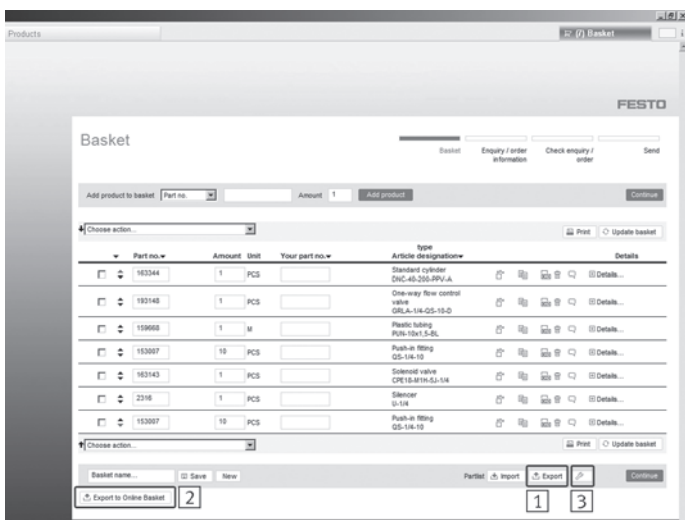 Products
(7) Basket
FESTO
Basket
Basket
Enquiry / order information
Check enquiry / order
Send
Add product to basket Part no. Amount 1 Add product Continue
Choose action... Print Update basket
Part no. Amount Unit Your part no. type Article designation Details
163344 1 PCS Standard cylinder DNC-40-200-PPV-A Details...
193148 1 PCS One-way flow control valve GRLA-1/4-QS-10-D Details...
159668 1 M Plastic tubing PUN-10x1,5-BL Details...
153007 10 PCS Push-in fitting QS-1/4-10 Details...
163143 1 PCS Solenoid valve CPE18-M1H-5J-1/4 Details...
2316 1 PCS Silencer U-1/4 Details...
153007 10 PCS Push-in fitting QS-1/4-10 Details...
Choose action... Print Update basket
Basket name... Save New Partlist Import Export Continue
Export to Online Basket 2 1 3